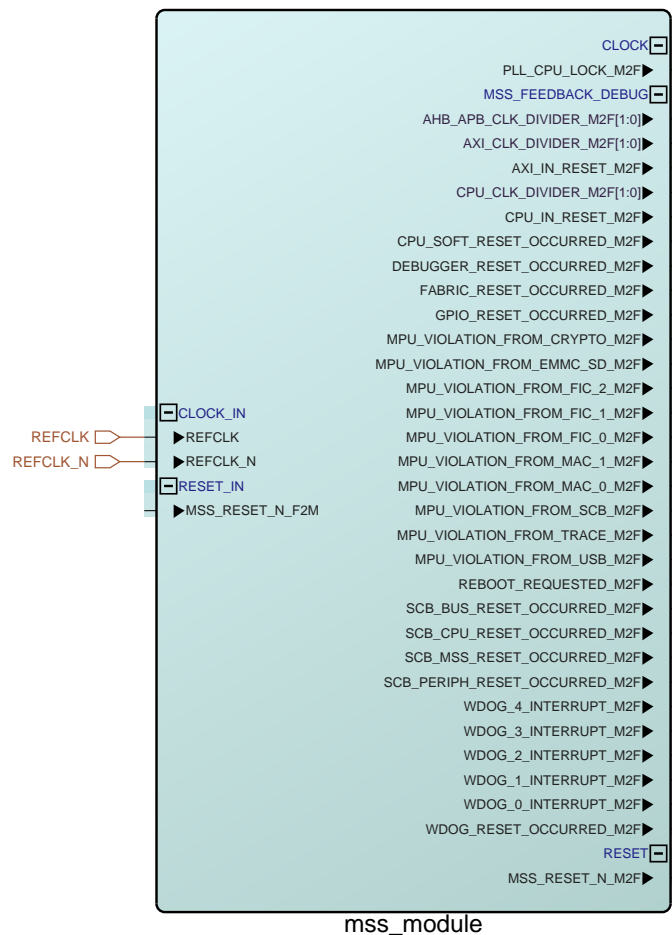 CLOCK
PLL_CPU_LOCK_M2F
MSS_FEEDBACK_DEBUG
AHB_APB_CLK_DIVIDER_M2F[1:0]
AXI_CLK_DIVIDER_M2F[1:0]
AXI_IN_RESET_M2F
CPU_CLK_DIVIDER_M2F[1:0]
CPU_IN_RESET_M2F
CPU_SOFT_RESET_OCCURRED_M2F
DEBUGGER_RESET_OCCURRED_M2F
FABRIC_RESET_OCCURRED_M2F
GPIO_RESET_OCCURRED_M2F
MPU_VIOLATION_FROM_CRYPTO_M2F
MPU_VIOLATION_FROM_EMMC_SD_M2F
MPU_VIOLATION_FROM_FIC_2_M2F
CLOCK_IN MPU_VIOLATION_FROM_FIC_1_M2F
REFCLK REFCLK MPU_VIOLATION_FROM_FIC_0_M2F
REFCLK_N REFCLK_N MPU_VIOLATION_FROM_MAC_1_M2F
RESET_IN MPU_VIOLATION_FROM_MAC_0_M2F
MSS_RESET_N_F2M MPU_VIOLATION_FROM_SCB_M2F
MPU_VIOLATION_FROM_TRACE_M2F
MPU_VIOLATION_FROM_USB_M2F
REBOOT_REQUESTED_M2F
SCB_BUS_RESET_OCCURRED_M2F
SCB_CPU_RESET_OCCURRED_M2F
SCB_MSS_RESET_OCCURRED_M2F
SCB_PERIPH_RESET_OCCURRED_M2F
WDOG_4_INTERRUPT_M2F
WDOG_3_INTERRUPT_M2F
WDOG_2_INTERRUPT_M2F
WDOG_1_INTERRUPT_M2F
WDOG_0_INTERRUPT_M2F
WDOG_RESET_OCCURRED_M2F
RESET
MSS_RESET_N_M2F
mss_module